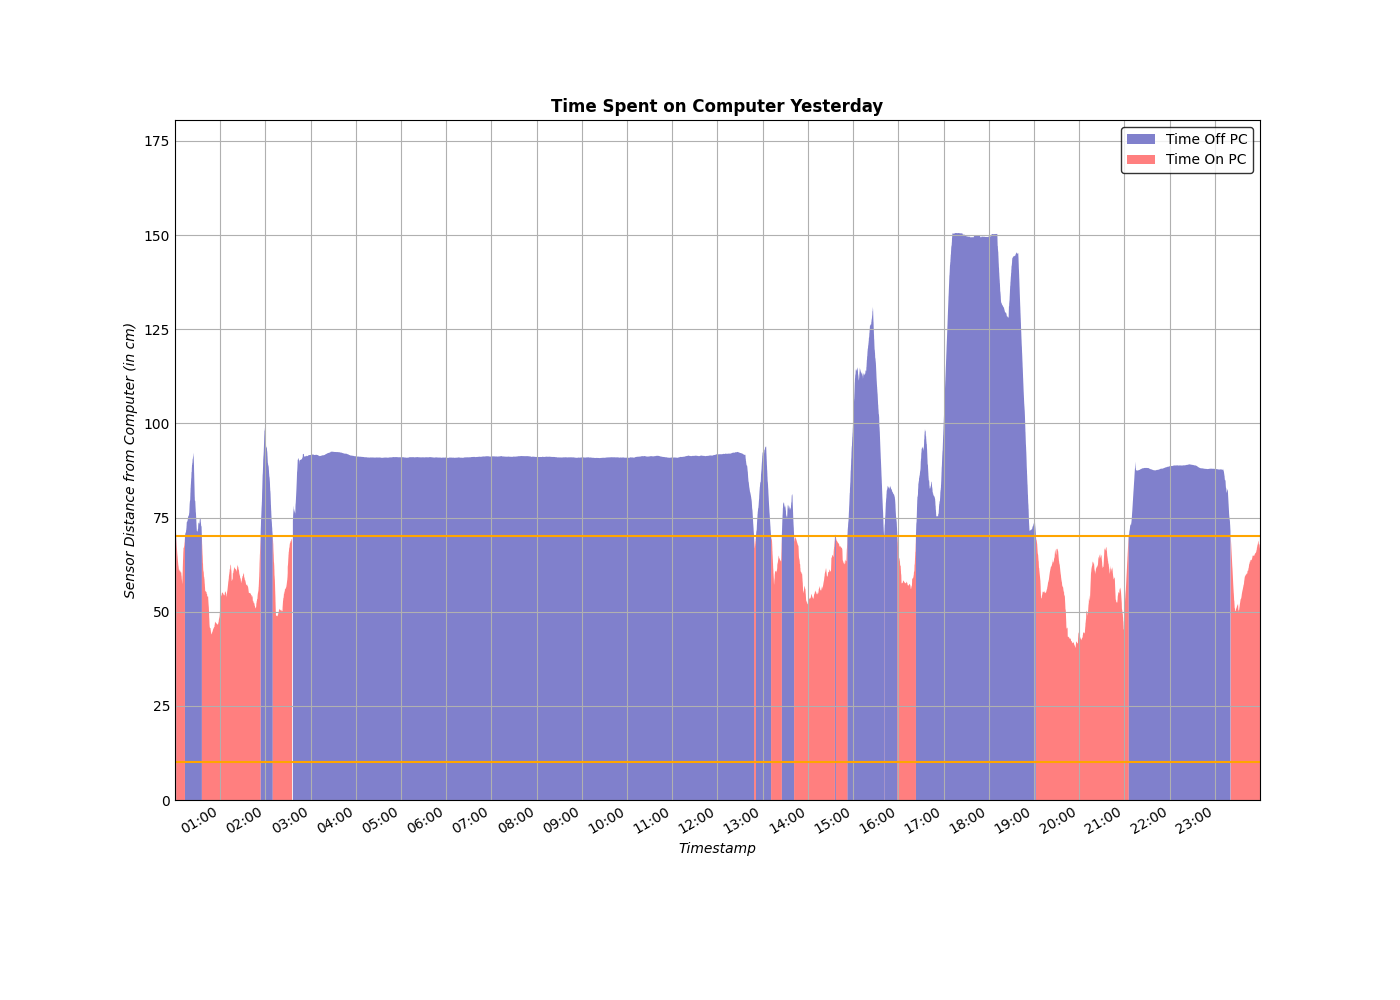 Time Spent on Computer Yesterday
Time Off PC
Time On PC
175
150
125
100
75
50
25
0
Sensor Distance from Computer (in cm)
01:00 02:00 03:00 04:00 05:00 06:00 07:00 08:00 09:00 10:00 11:00 12:00 13:00 14:00 15:00 16:00 17:00 18:00 19:00 20:00 21:00 22:00 23:00
Timestamp